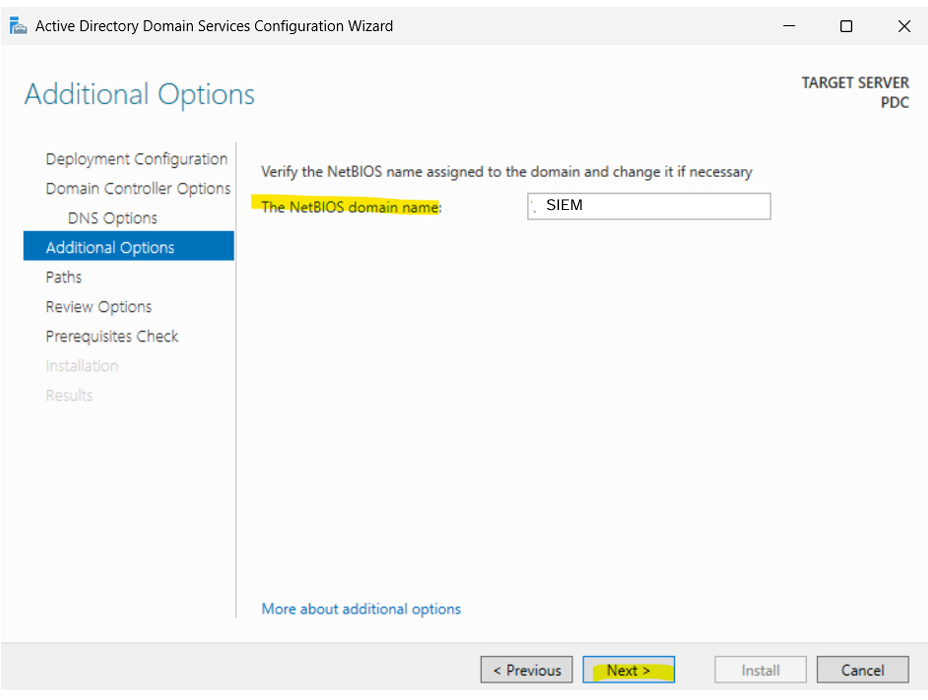 Active Directory Domain Services Configuration Wizard
Additional Options
TARGET SERVER
PDC
Deployment Configuration
Domain Controller Options
DNS Options
Additional Options
Paths
Review Options
Prerequisites Check
Installation
Results
Verify the NetBIOS name assigned to the domain and change it if necessary
The NetBIOS domain name: SIEM
More about additional options
< Previous Next > Install Cancel